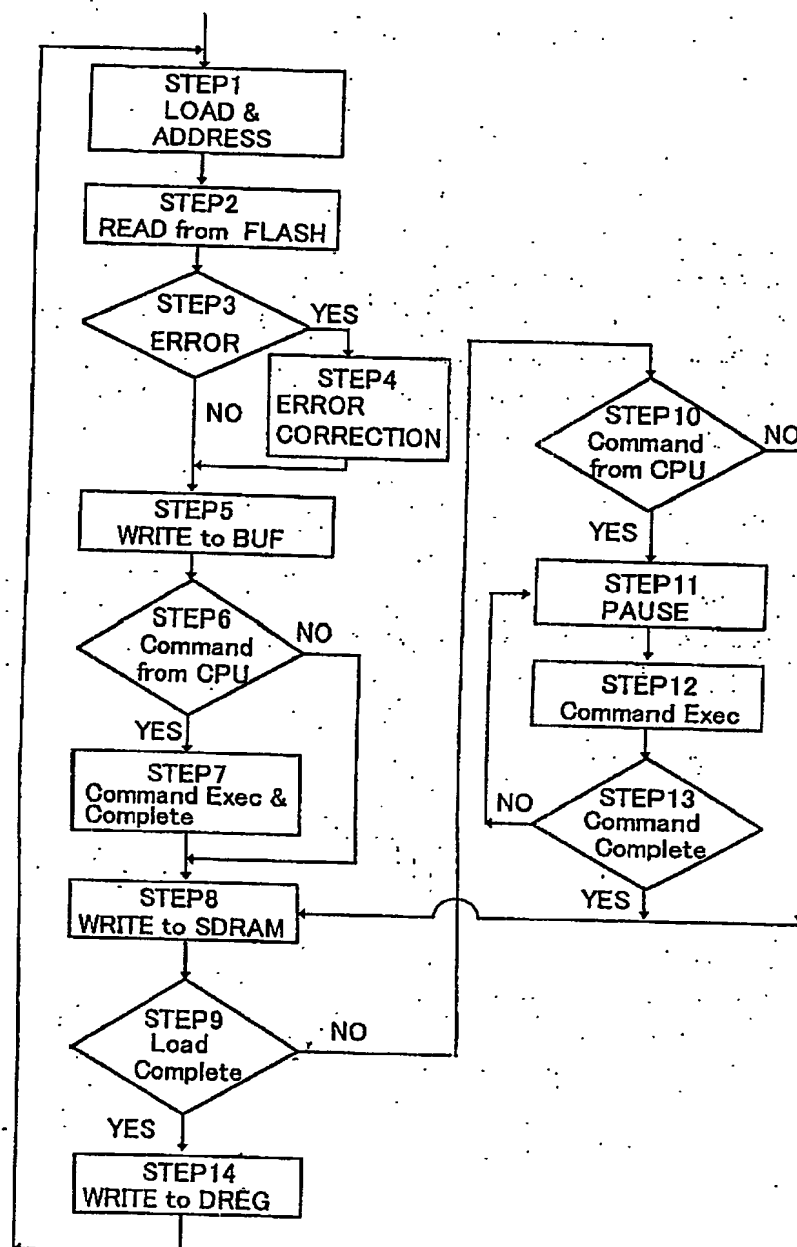 STEP1
LOAD &
ADDRESS
STEP2
READ from FLASH
STEP3
ERROR
YES
NO
STEP4
ERROR
CORRECTION
STEP5
WRITE to BUF
STEP6
Command
from CPU
NO
YES
STEP7
Command Exec &
Complete
STEP8
WRITE to SDRAM
STEP9
Load
Complete
NO
YES
STEP14
WRITE to DREG
STEP10
Command
from CPU
NO
YES
STEP11
PAUSE
STEP12
Command Exec
STEP13
Command
Complete
NO
YES